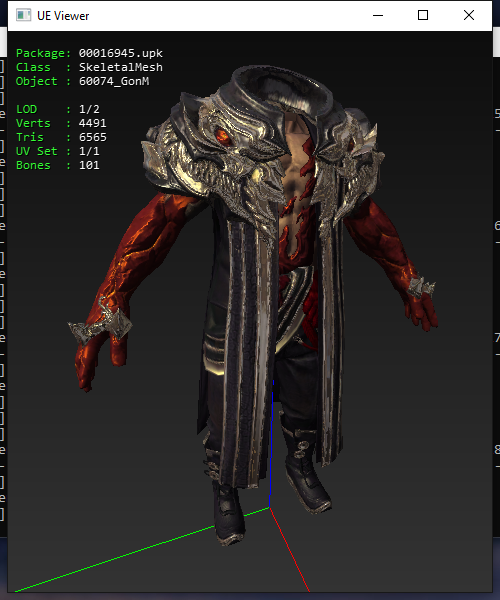 UE Viewer
Package: 00016945.upk
Class : SkeletalMesh
Object : 60074_GonM
LOD : 1/2
Verts : 4491
Tris : 6565
UV Set : 1/1
Bones : 101